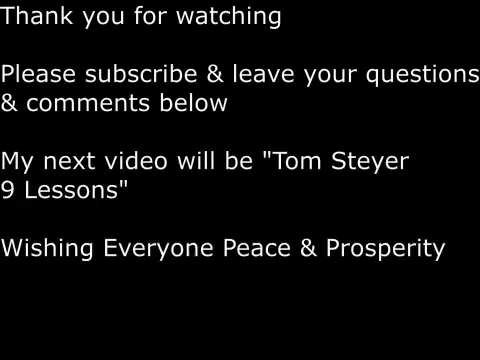 Thank you for watching
Please subscribe & leave your questions
& comments below
My next video will be "Tom Steyer
9 Lessons"
Wishing Everyone Peace & Prosperity